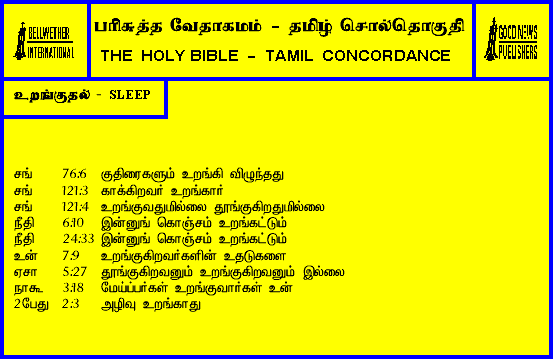 BELLWETHER
INTERNATIONAL
பரிசுத்த வேதாகமம் - தமிழ் சொல்தொகுதி
THE HOLY BIBLE - TAMIL CONCORDANCE
GOOD NEWS
PUBLISHERS
உறங்குதல் - SLEEP
சங் 76:6 குதிரைகளும் உறங்கி விழுந்தது
சங் 121:3 காக்கிறவர் உறங்கார்
சங் 121:4 உறங்குவதுமில்லை தூங்குகிறதுமில்லை
நீதி 6:10 இன்னுங் கொஞ்சம் உறங்கட்டும்
நீதி 24:33 இன்னுங் கொஞ்சம் உறங்கட்டும்
உன் 7:9 உறங்குகிறவர்களின் உதடுகளை
ஏசா 5:27 தூங்குகிறவனும் உறங்குகிறவனும் இல்லை
நாகூ 3:18 மேய்ப்பர்கள் உறங்குவார்கள் உன்
2பேது 2:3 அழிவு உறங்காது